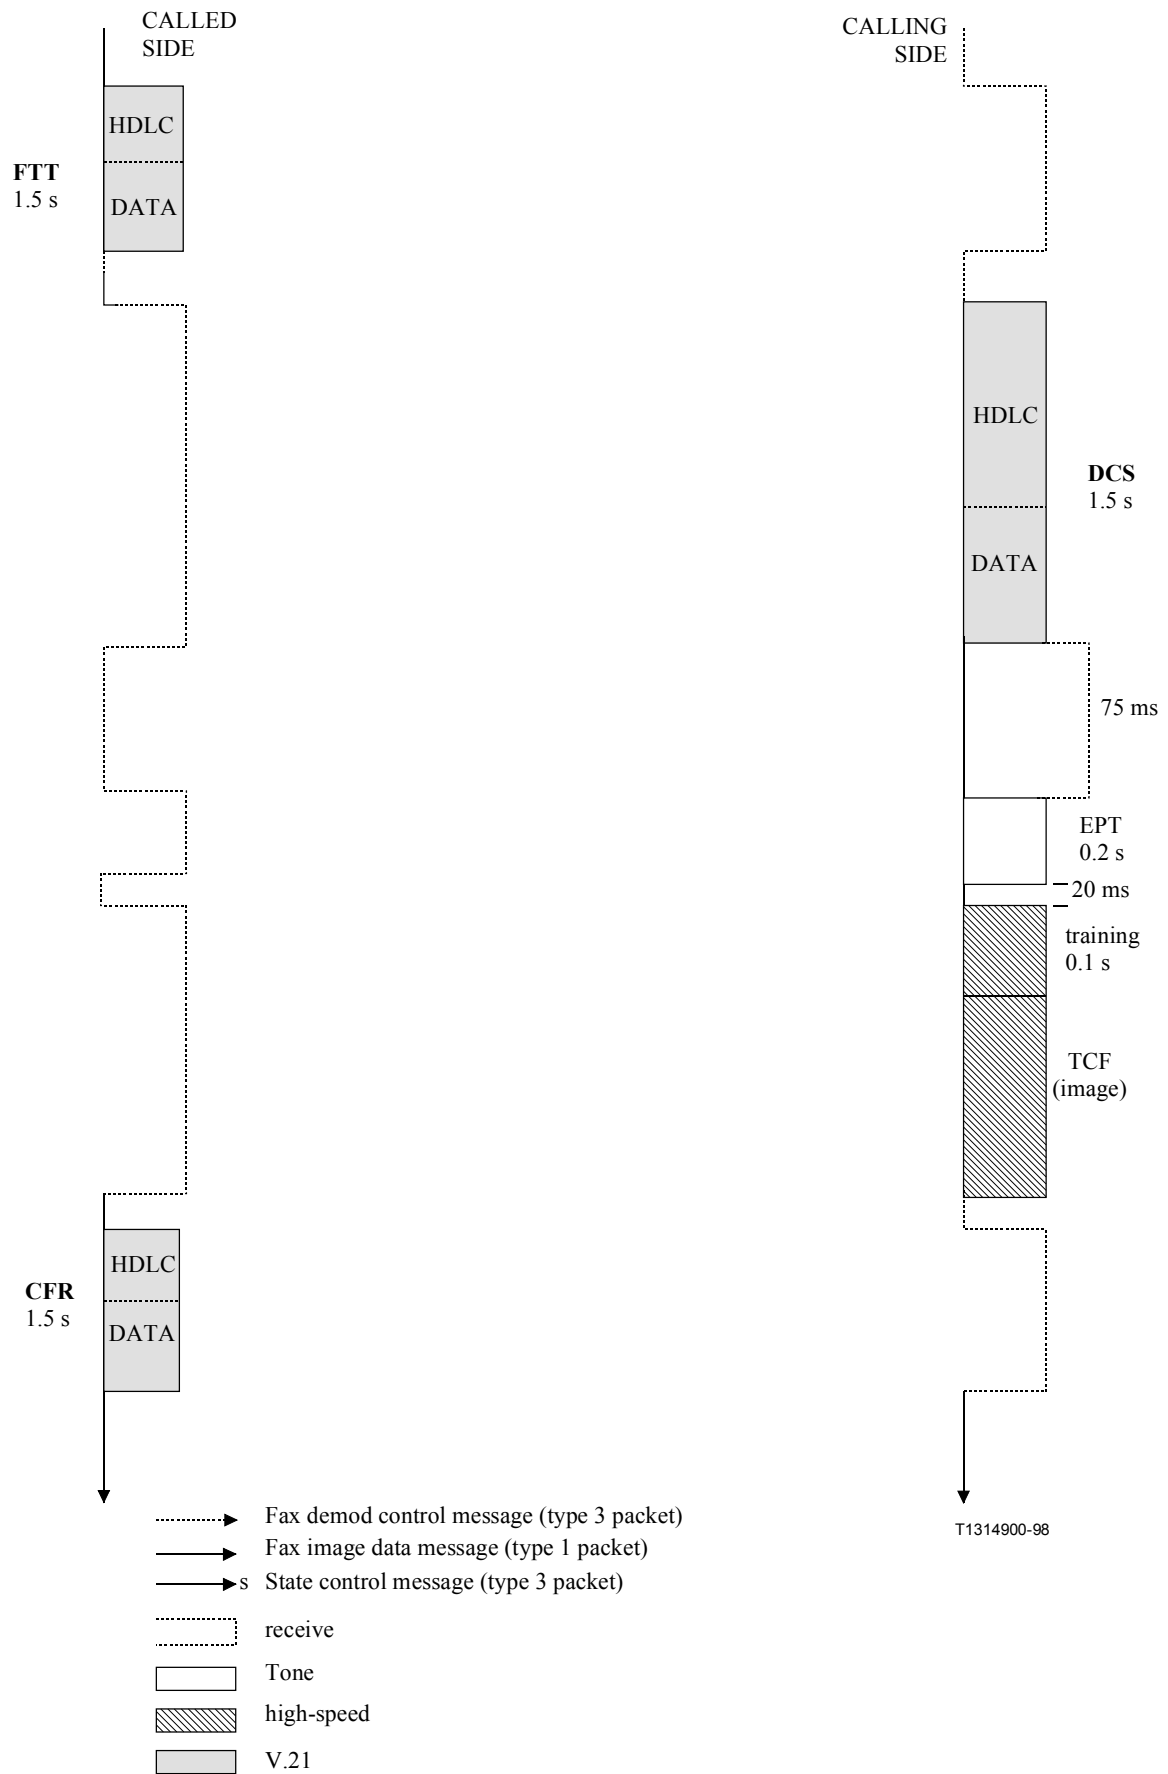 CALLED
SIDE
CALLING
SIDE
HDLC
FTT
1.5 s
DATA
HDLC
DCS
1.5 s
DATA
75 ms
EPT
0.2 s
20 ms
training
0.1 s
TCF
(image)
HDLC
CFR
1.5 s
DATA
Fax demod control message (type 3 packet)
T1314900-98
Fax image data message (type 1 packet)
s State control message (type 3 packet)
receive
Tone
high-speed
V.21